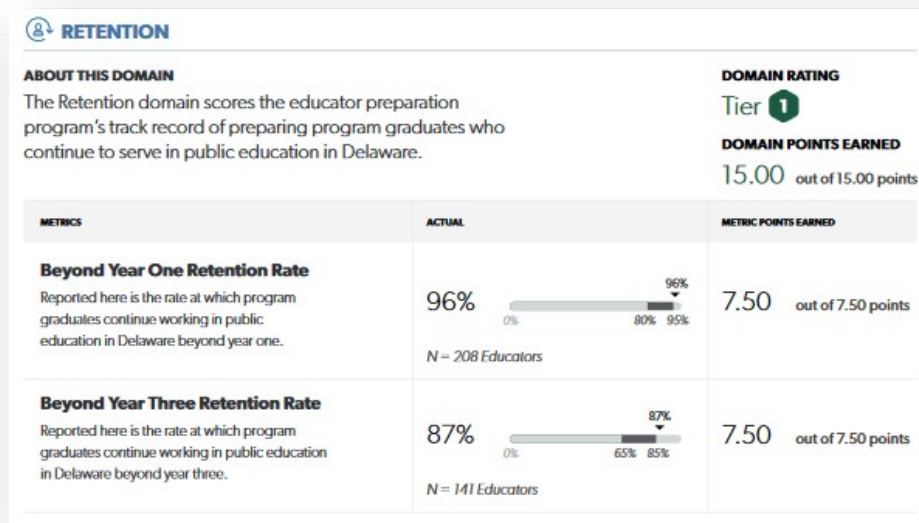 RETENTION
ABOUT THIS DOMAIN
The Retention domain scores the educator preparation
program's track record of preparing program graduates who
continue to serve in public education in Delaware.
DOMAIN RATING
Tier 1
DOMAIN POINTS EARNED
15.00 out of 15.00 points
METRICS ACTUAL METRIC POINTS EARNED
Beyond Year One Retention Rate
Reported here is the rate at which program
graduates continue working in public
education in Delaware beyond year one.
96%
96%
0% 80% 95%
N = 208 Educators
7.50 out of 7.50 points
Beyond Year Three Retention Rate
Reported here is the rate at which program
graduates continue working in public education
in Delaware beyond year three.
87%
87%
0% 65% 85%
N = 141 Educators
7.50 out of 7.50 points